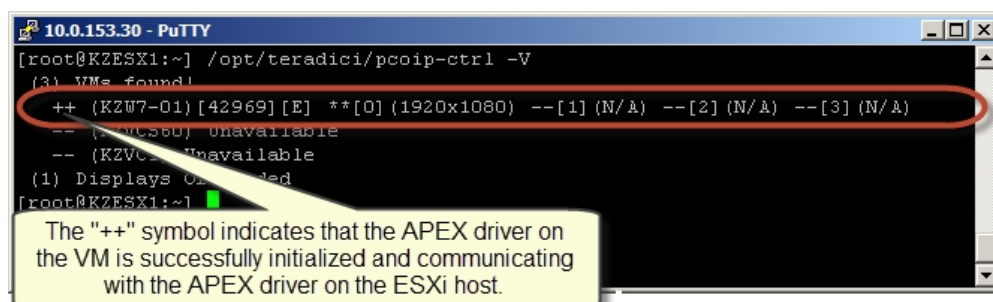 10.0.153.30 - PuTTY
[root@KZESX1:~] /opt/teradici/pcoip-ctrl -V
(3) VMs found!
++ (KZW7-01)[42969][E] **[0](1920x1080) --[1](N/A) --[2](N/A) --[3](N/A)
-- Unavailable
-- Unavailable
(1) Displays
[root@KZESX1:~]
The "++" symbol indicates that the APEX driver on
the VM is successfully initialized and communicating
with the APEX driver on the ESXi host.